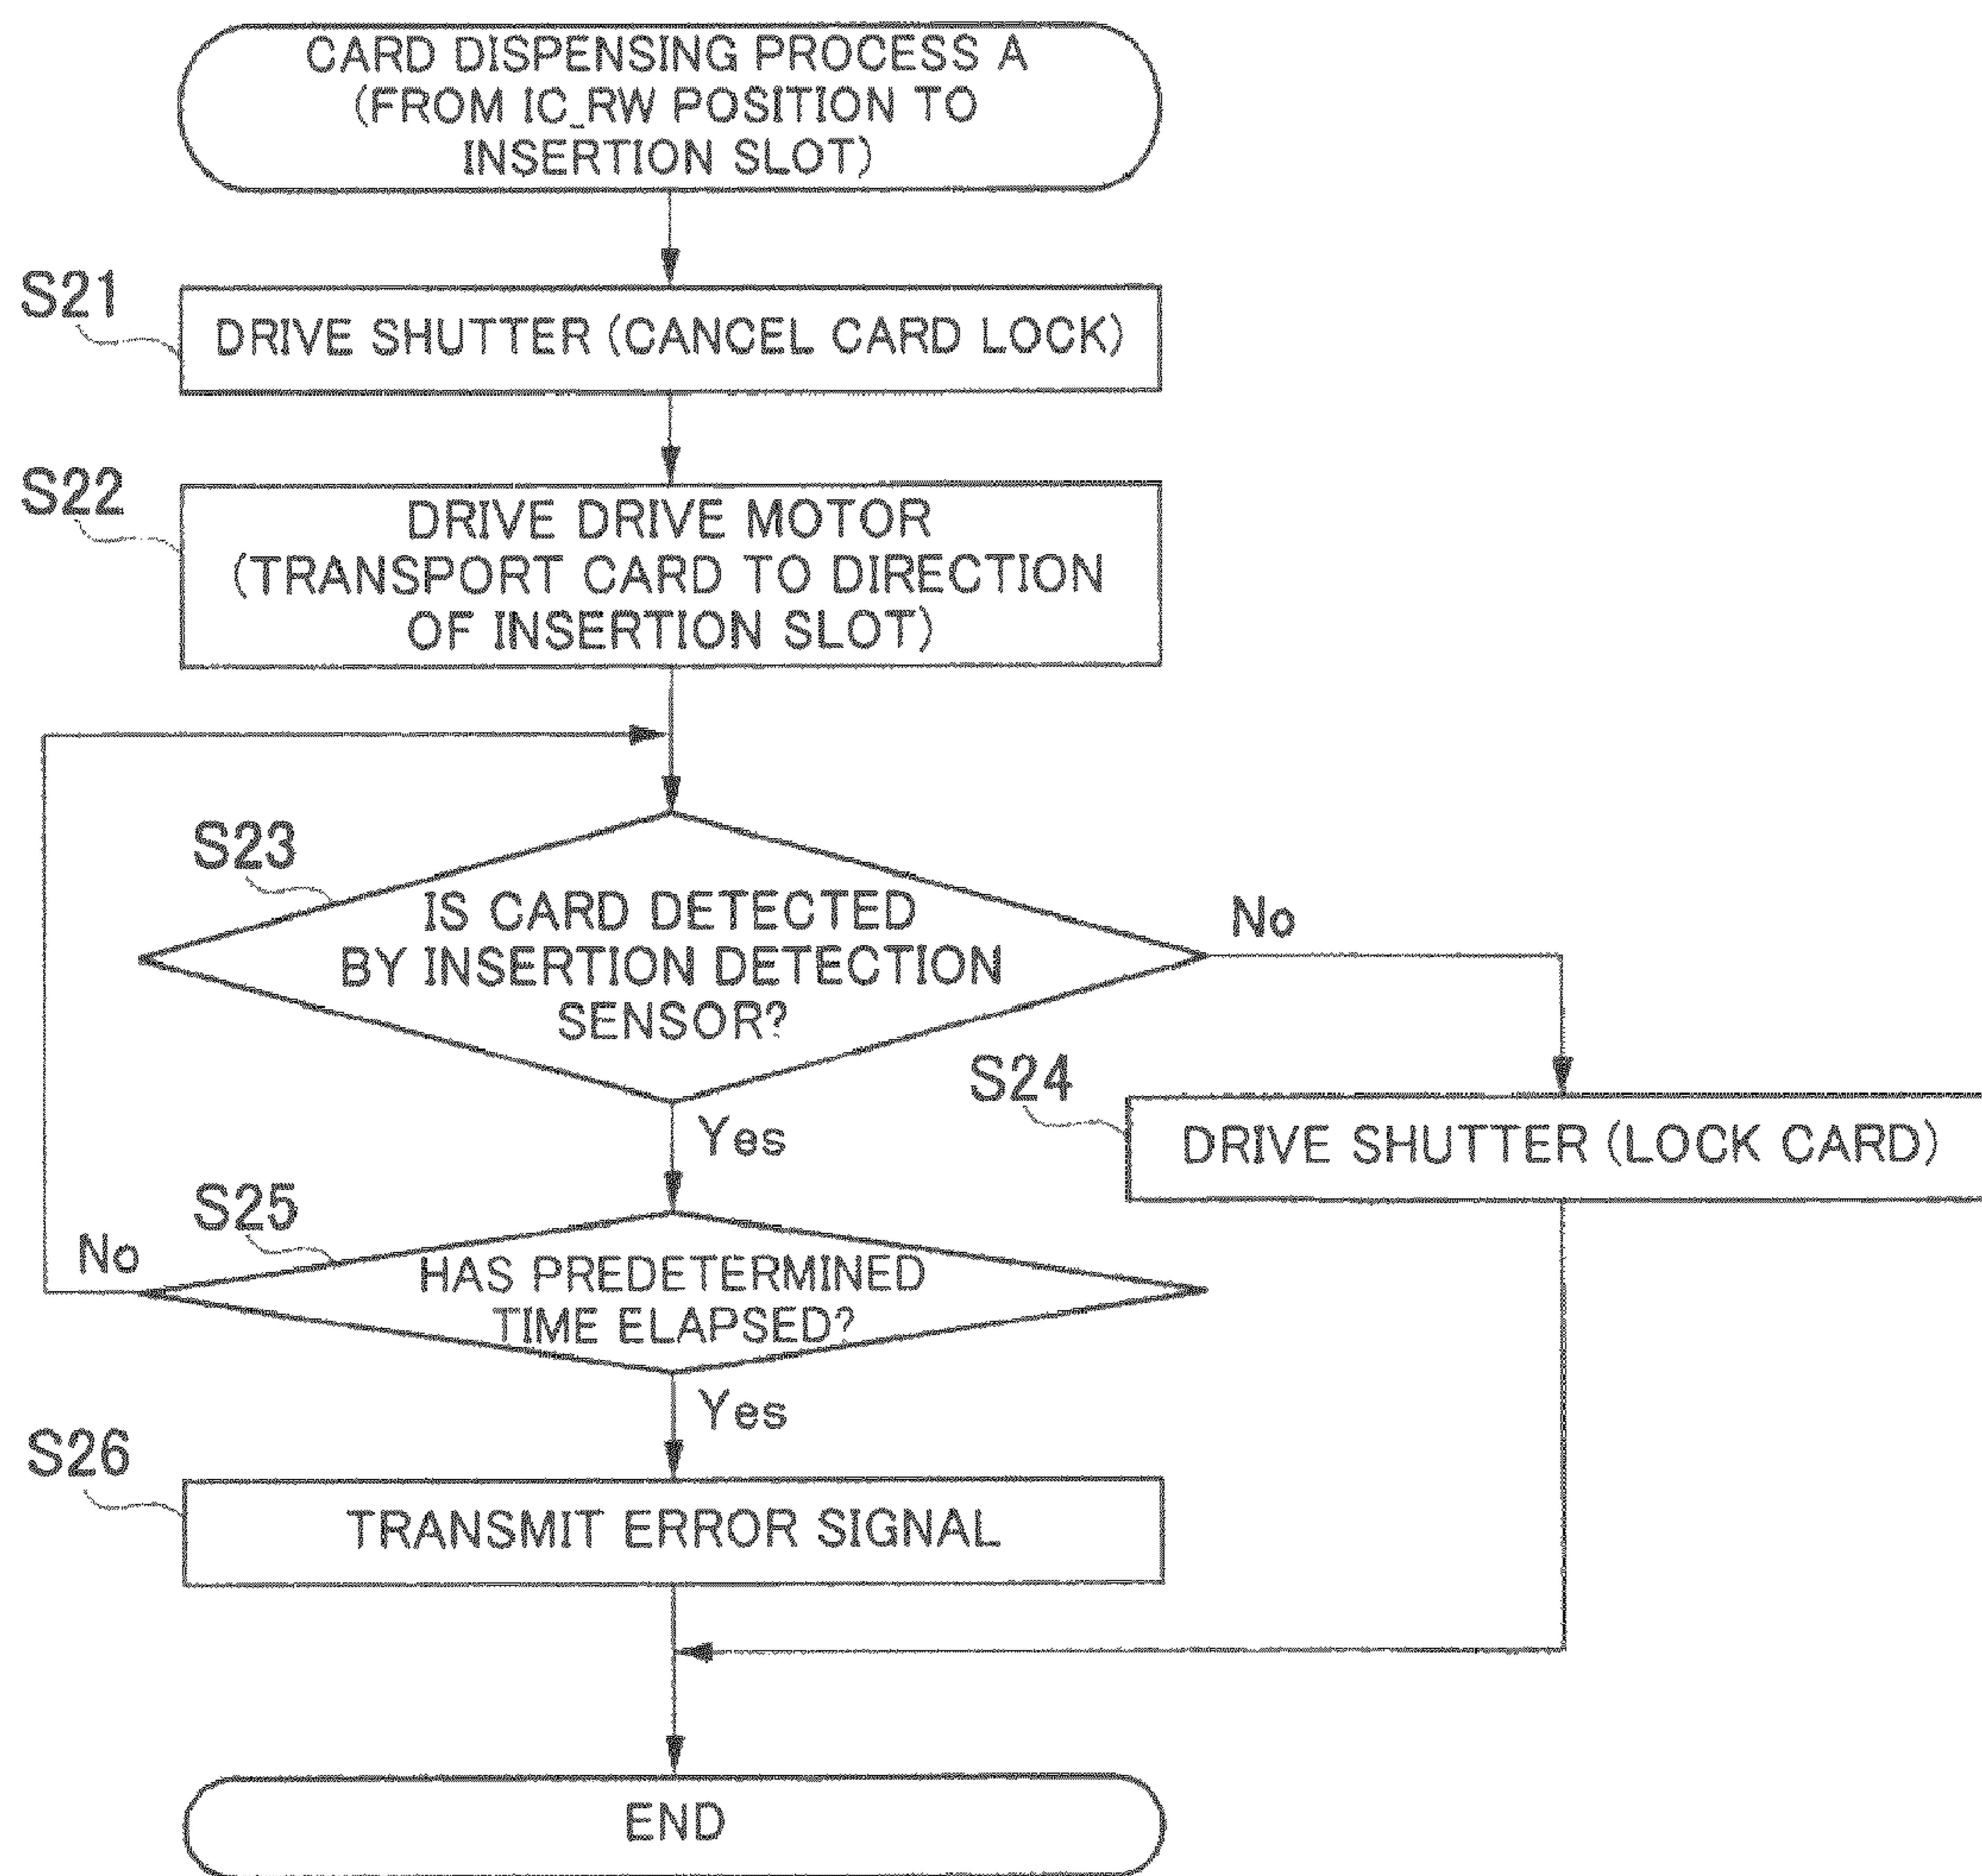 CARD DISPENSING PROCESS A
(FROM IC_RW POSITION TO
INSERTION SLOT)
S21
DRIVE SHUTTER (CANCEL CARD LOCK)
S22
DRIVE DRIVE MOTOR
(TRANSPORT CARD TO DIRECTION
OF INSERTION SLOT)
S23
IS CARD DETECTED
BY INSERTION DETECTION
SENSOR?
No
S24
DRIVE SHUTTER (LOCK CARD)
Yes
S25
No
HAS PREDETERMINED
TIME ELAPSED?
Yes
S26
TRANSMIT ERROR SIGNAL
END